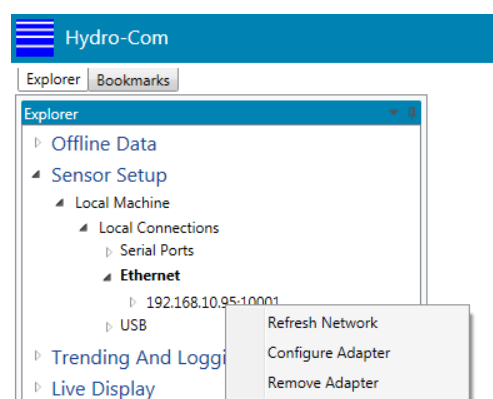 Hydro-Com
Explorer Bookmarks
Explorer
Offline Data
Sensor Setup
Local Machine
Local Connections
Serial Ports
Ethernet
192.168.10.95:10001
Refresh Network
USB
Configure Adapter
Trending And Loggi
Remove Adapter
Live Display